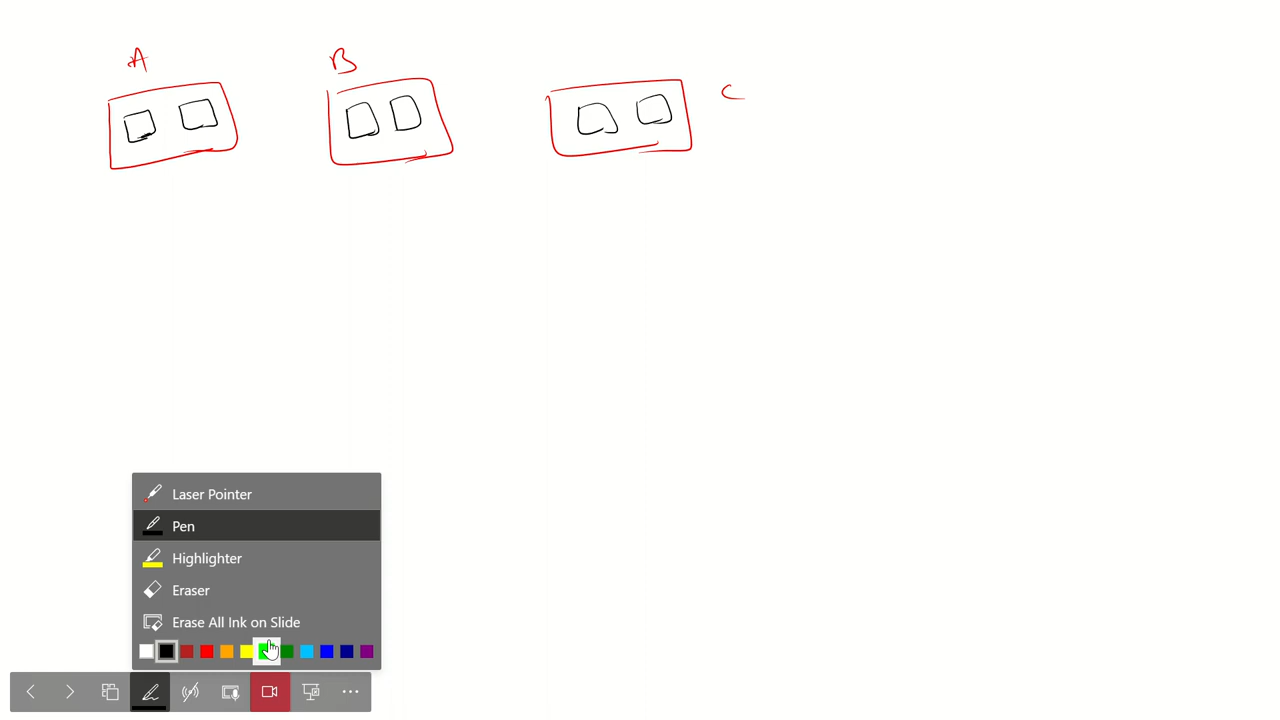 A
B
C
Laser Pointer
Pen
Highlighter
Eraser
Erase All Ink on Slide